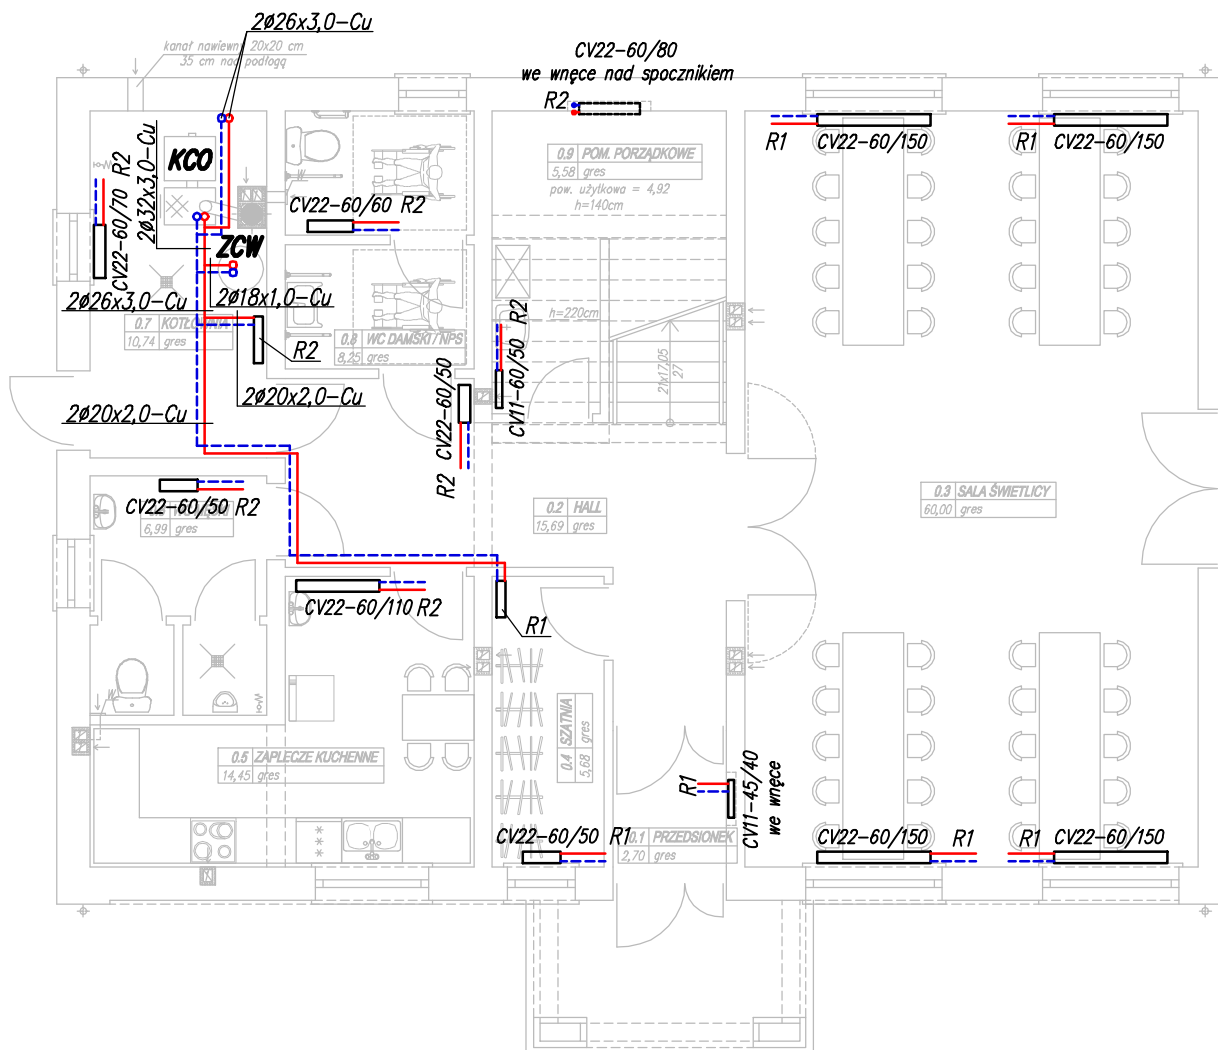 2ø26x3,0-Cu
kanał nawiewny 20x20 cm
35 cm nad podłogą
CV22-60/80
we wnęce nad spocznikiem
R2
R1
CV22-60/150
R1
CV22-60/150
2ø32x3,0-Cu
KCO
R2
CV22-60/70
0.9 POM. PORZĄDKOWE
5,58 gres
pow. użytkowa = 4,92
h=140cm
CV22-60/60 R2
ZCW
2ø26x3,0-Cu
2ø18x1,0-Cu
0.7 KOTŁOWNIA
10,74 gres
R2
0.8 WC DAMSKI/NPS
8,25 gres
h=220cm
R2
CV11-60/50
21x17,05
27
CV22-60/50
R2
2ø20x2,0-Cu
2ø20x2,0-Cu
CV22-60/50 R2
6,99 gres
0.2 HALL
15,69 gres
0.3 SALA ŚWIETLICY
60,00 gres
CV22-60/110 R2
R1
0.4 SZATNIA
5,68 gres
0.5 ZAPLECZE KUCHENNE
14,45 gres
R1
CV11-45/40
we wnęce
CV22-60/50 R1
0.1 PRZEDSIONEK
2,70 gres
CV22-60/150 R1
R1 CV22-60/150